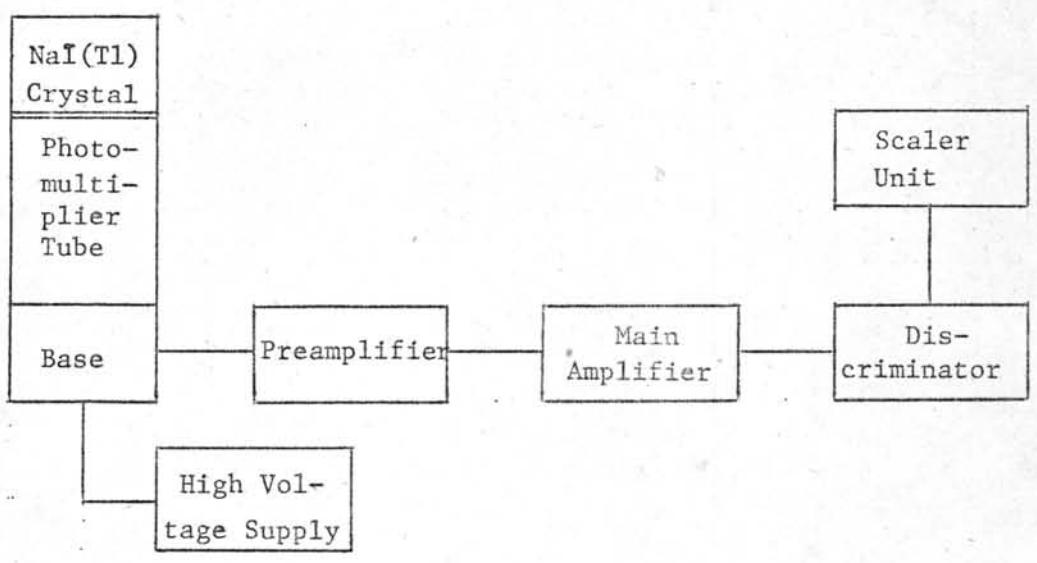 NaI(Tl)
Crystal
Photo-
multi-
plier
Tube
Base
Preamplifier
Main
Amplifier
Dis-
criminator
Scaler
Unit
High Vol-
tage Supply